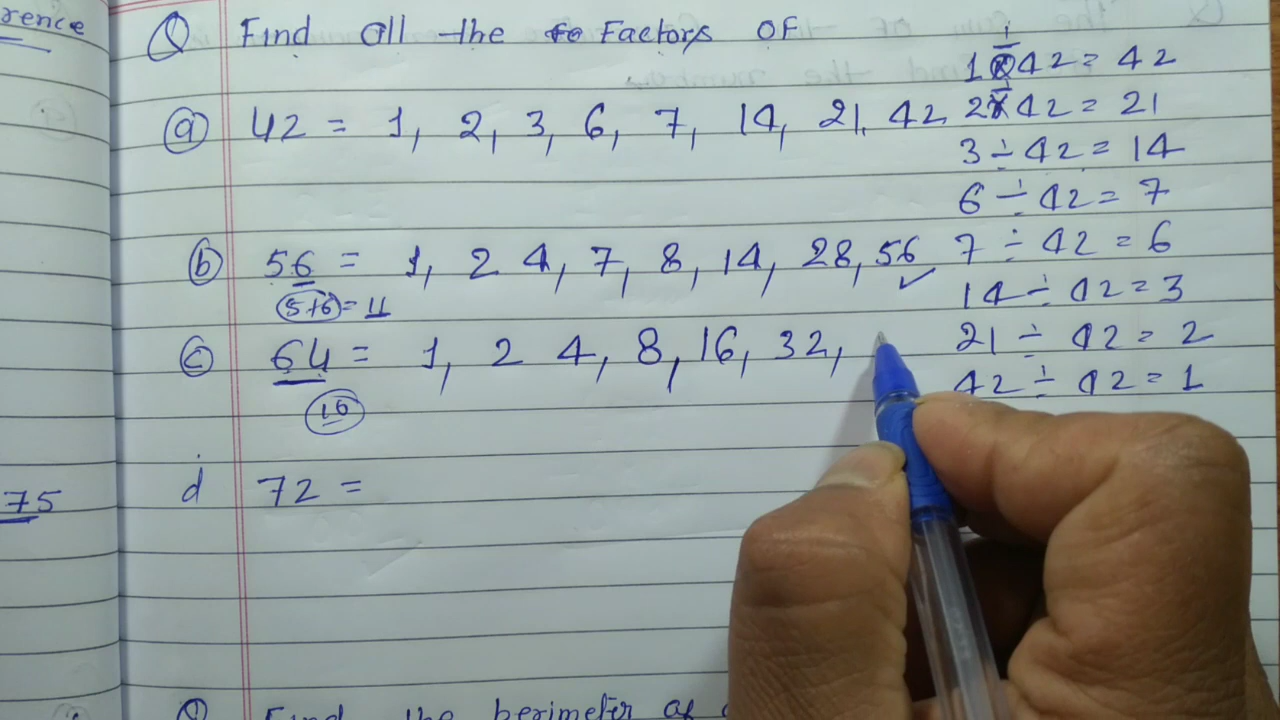 rence
Q Find all the Factors of
1 42 = 42
(a) 42 = 1, 2, 3, 6, 7, 14, 21, 42
2 42 = 21
3 ÷ 42 = 14
6 ÷ 42 = 7
(b) 56 = 1, 2 4, 7, 8, 14, 28, 56
7 ÷ 42 = 6
(5+6) = 11
14 ÷ 42 = 3
(c) 64 = 1, 2 4, 8, 16, 32,
21 ÷ 42 = 2
42 ÷ 42 = 1
10
d 72 =
75
Q Find the perimeter of